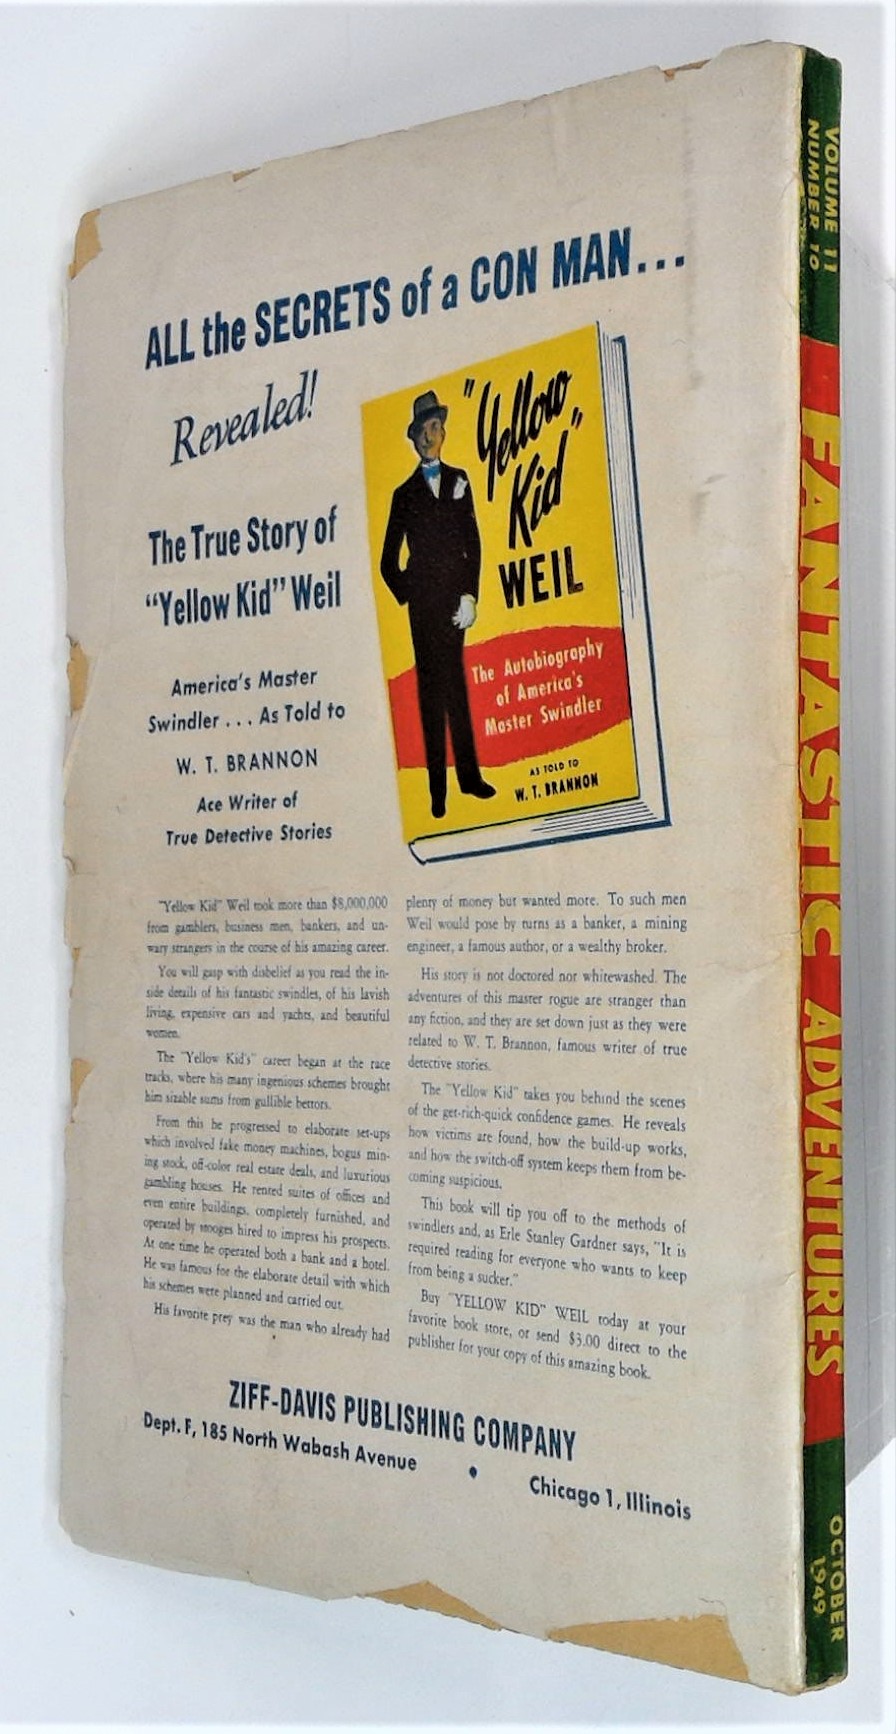 ALL the SECRETS of a CON MAN...
Revealed!
The True Story of
“Yellow Kid” Weil
America's Master
Swindler . . . As Told to
W. T. BRANNON
Ace Writer of
True Detective Stories
"Yellow
Kid"
WEIL
The Autobiography
of America's
Master Swindler
AS TOLD TO
W. T. BRANNON
"Yellow Kid" Weil took more than $8,000,000
from gamblers, business men, bankers, and un-
wary strangers in the course of his amazing career.
You will gasp with disbelief as you read the in-
side details of his fantastic swindles, of his lavish
living, expensive cars and yachts, and beautiful
women.
The "Yellow Kid's" career began at the race
tracks, where his many ingenious schemes brought
him sizable sums from gullible bettors.
From this he progressed to elaborate set-ups
which involved fake money machines, bogus min-
ing stock, off-color real estate deals, and luxurious
gambling houses. He rented suites of offices and
even entire buildings, completely furnished, and
operated by stooges hired to impress his prospects.
At one time he operated both a bank and a hotel.
He was famous for the elaborate detail with which
his schemes were planned and carried out.
His favorite prey was the man who already had
plenty of money but wanted more. To such men
Weil would pose by turns as a banker, a mining
engineer, a famous author, or a wealthy broker.
His story is not doctored nor whitewashed. The
adventures of this master rogue are stranger than
any fiction, and they are set down just as they were
related to W. T. Brannon, famous writer of true
detective stories.
The "Yellow Kid" takes you behind the scenes
of the get-rich-quick confidence games. He reveals
how victims are found, how the build-up works,
and how the switch-off system keeps them from be-
coming suspicious.
This book will tip you off to the methods of
swindlers and, as Erle Stanley Gardner says, "It is
required reading for everyone who wants to keep
from being a sucker."
Buy "YELLOW KID" WEIL today at your
favorite book store, or send $3.00 direct to the
publisher for your copy of this amazing book.
ZIFF-DAVIS PUBLISHING COMPANY
Dept. F, 185 North Wabash Avenue • Chicago 1, Illinois
VOLUME 11
NUMBER 10
FANTASTIC ADVENTURES
OCTOBER
1949